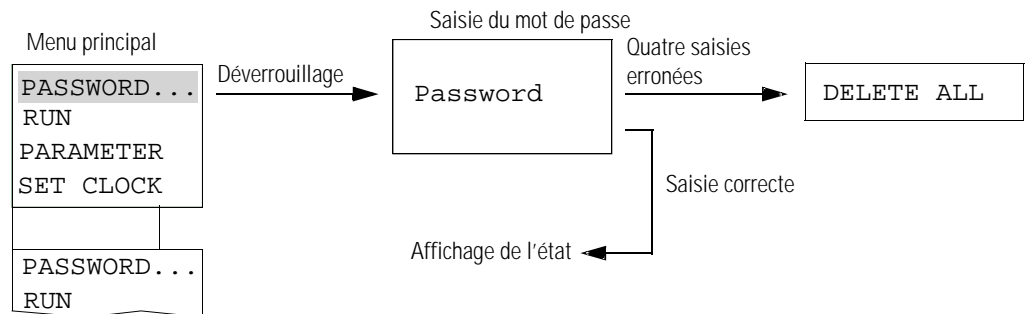 Saisie du mot de passe
Menu principal
PASSWORD...
RUN
PARAMETER
SET CLOCK
Déverrouillage
Password
Quatre saisies
erronées
DELETE ALL
Saisie correcte
Affichage de l'état
PASSWORD...
RUN